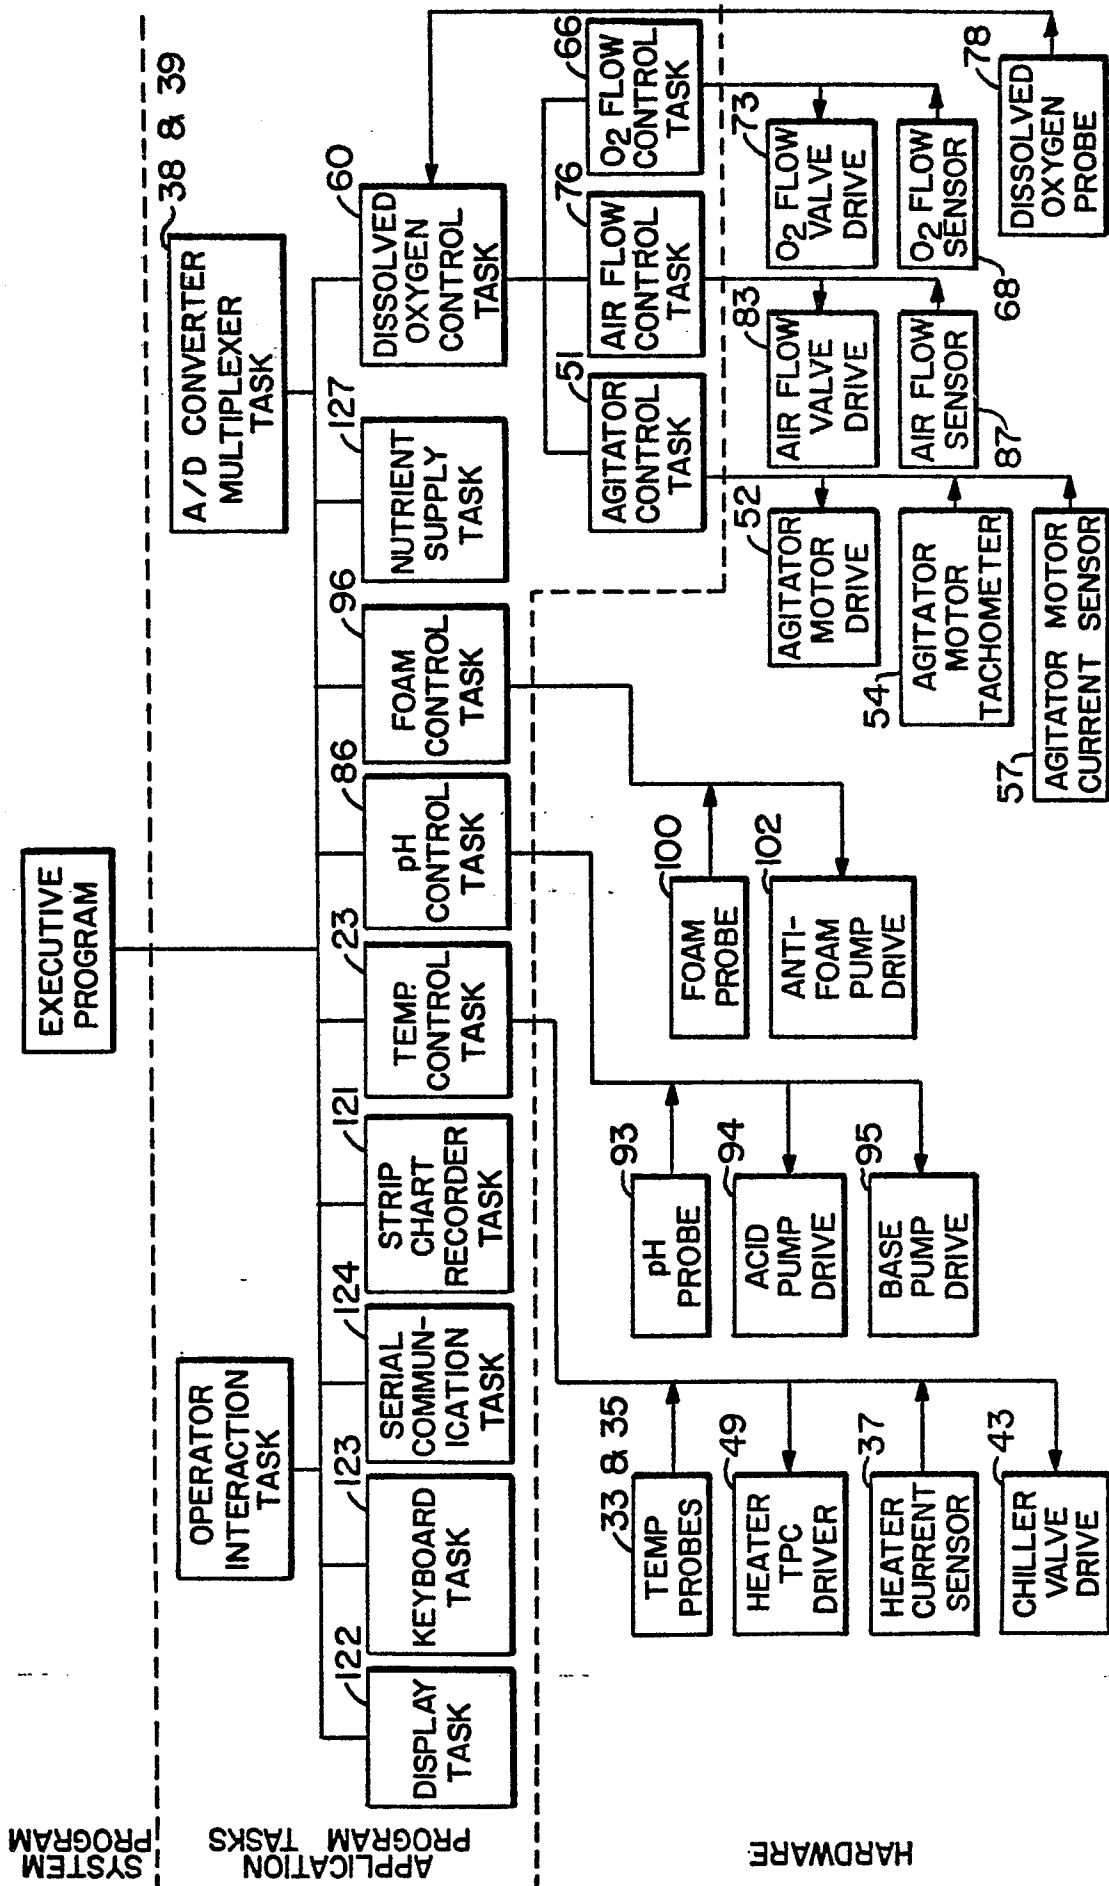 SYSTEM
PROGRAM
EXECUTIVE
PROGRAM
APPLICATION
PROGRAM TASKS
OPERATOR
INTERACTION
TASK
38 & 39
A/D CONVERTER
MULTIPLEXER
TASK
122
DISPLAY
TASK
123
KEYBOARD
TASK
124
SERIAL
COMMUN-
ICATION
TASK
121
STRIP
CHART
RECORDER
TASK
23
TEMP.
CONTROL
TASK
86
pH
CONTROL
TASK
96
FOAM
CONTROL
TASK
127
NUTRIENT
SUPPLY
TASK
60
DISSOLVED
OXYGEN
CONTROL
TASK
51
AGITATOR
CONTROL
TASK
76
AIR FLOW
CONTROL
TASK
66
O2 FLOW
CONTROL
TASK
HARDWARE
33 & 35
TEMP
PROBES
49
HEATER
TPC
DRIVER
37
HEATER
CURRENT
SENSOR
43
CHILLER
VALVE
DRIVE
93
pH
PROBE
94
ACID
PUMP
DRIVE
95
BASE
PUMP
DRIVE
100
FOAM
PROBE
102
ANTI-
FOAM
PUMP
DRIVE
52
AGITATOR
MOTOR
DRIVE
54
AGITATOR
MOTOR
TACHOMETER
57
AGITATOR MOTOR
CURRENT SENSOR
83
AIR FLOW
VALVE
DRIVE
AIR FLOW
SENSOR
87
73
O2 FLOW
VALVE
DRIVE
O2 FLOW
SENSOR
68
78
DISSOLVED
OXYGEN
PROBE